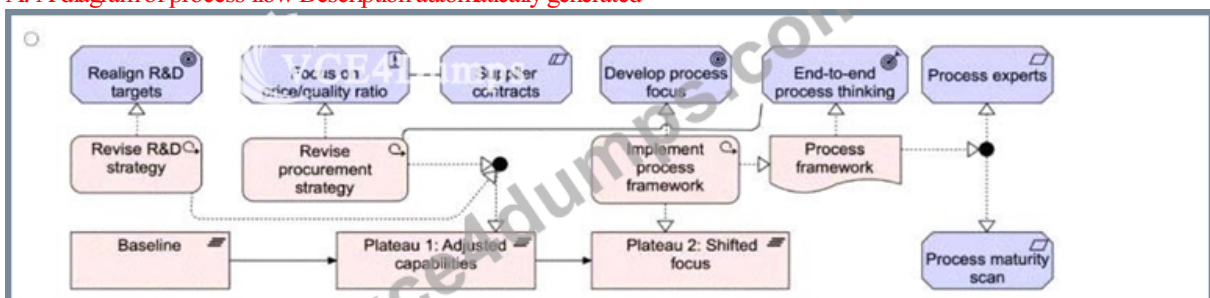 A. A diagram of process flow Description automatically generated
VCE4Dumps
vce4dumps.com
Realign R&D
targets
Focus on
price/quality ratio
Supplier
contracts
Develop process
focus
End-to-end
process thinking
Process experts
Revise R&D
strategy
Revise
procurement
strategy
Implement
process
framework
Process
framework
Baseline
Plateau 1: Adjusted
capabilities
Plateau 2: Shifted
focus
Process maturity
scan